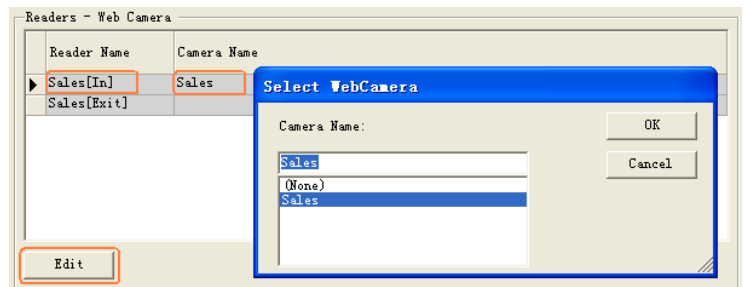 Readers - Web Camera
Reader Name Camera Name
Sales[In] Sales
Sales[Exit]
Select WebCamera
Camera Name:
OK
Sales
Cancel
(None)
Sales
Edit